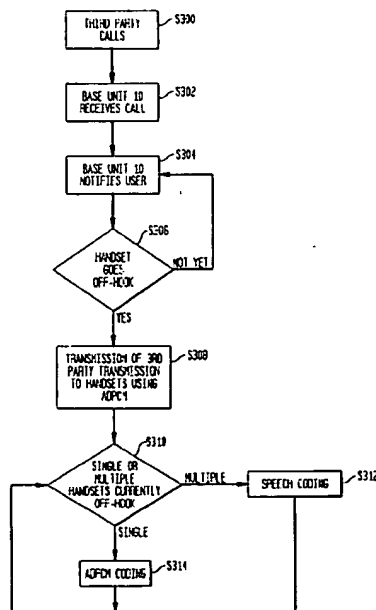 THIRD PARTY
CALLS
S300
BASE UNIT 10
RECEIVES CALL
S302
BASE UNIT 10
NOTIFIES USER
S304
HANDSET
GOES
OFF-HOOK
S306
NOT YET
YES
TRANSMISSION OF 3RD
PARTY TRANSMISSION
TO HANDSETS USING
ADPCM
S308
SINGLE OR
MULTIPLE
HANDSETS CURRENTLY
OFF-HOOK
S310
MULTIPLE
SPEECH CODING
S312
SINGLE
ADPCM CODING
S314